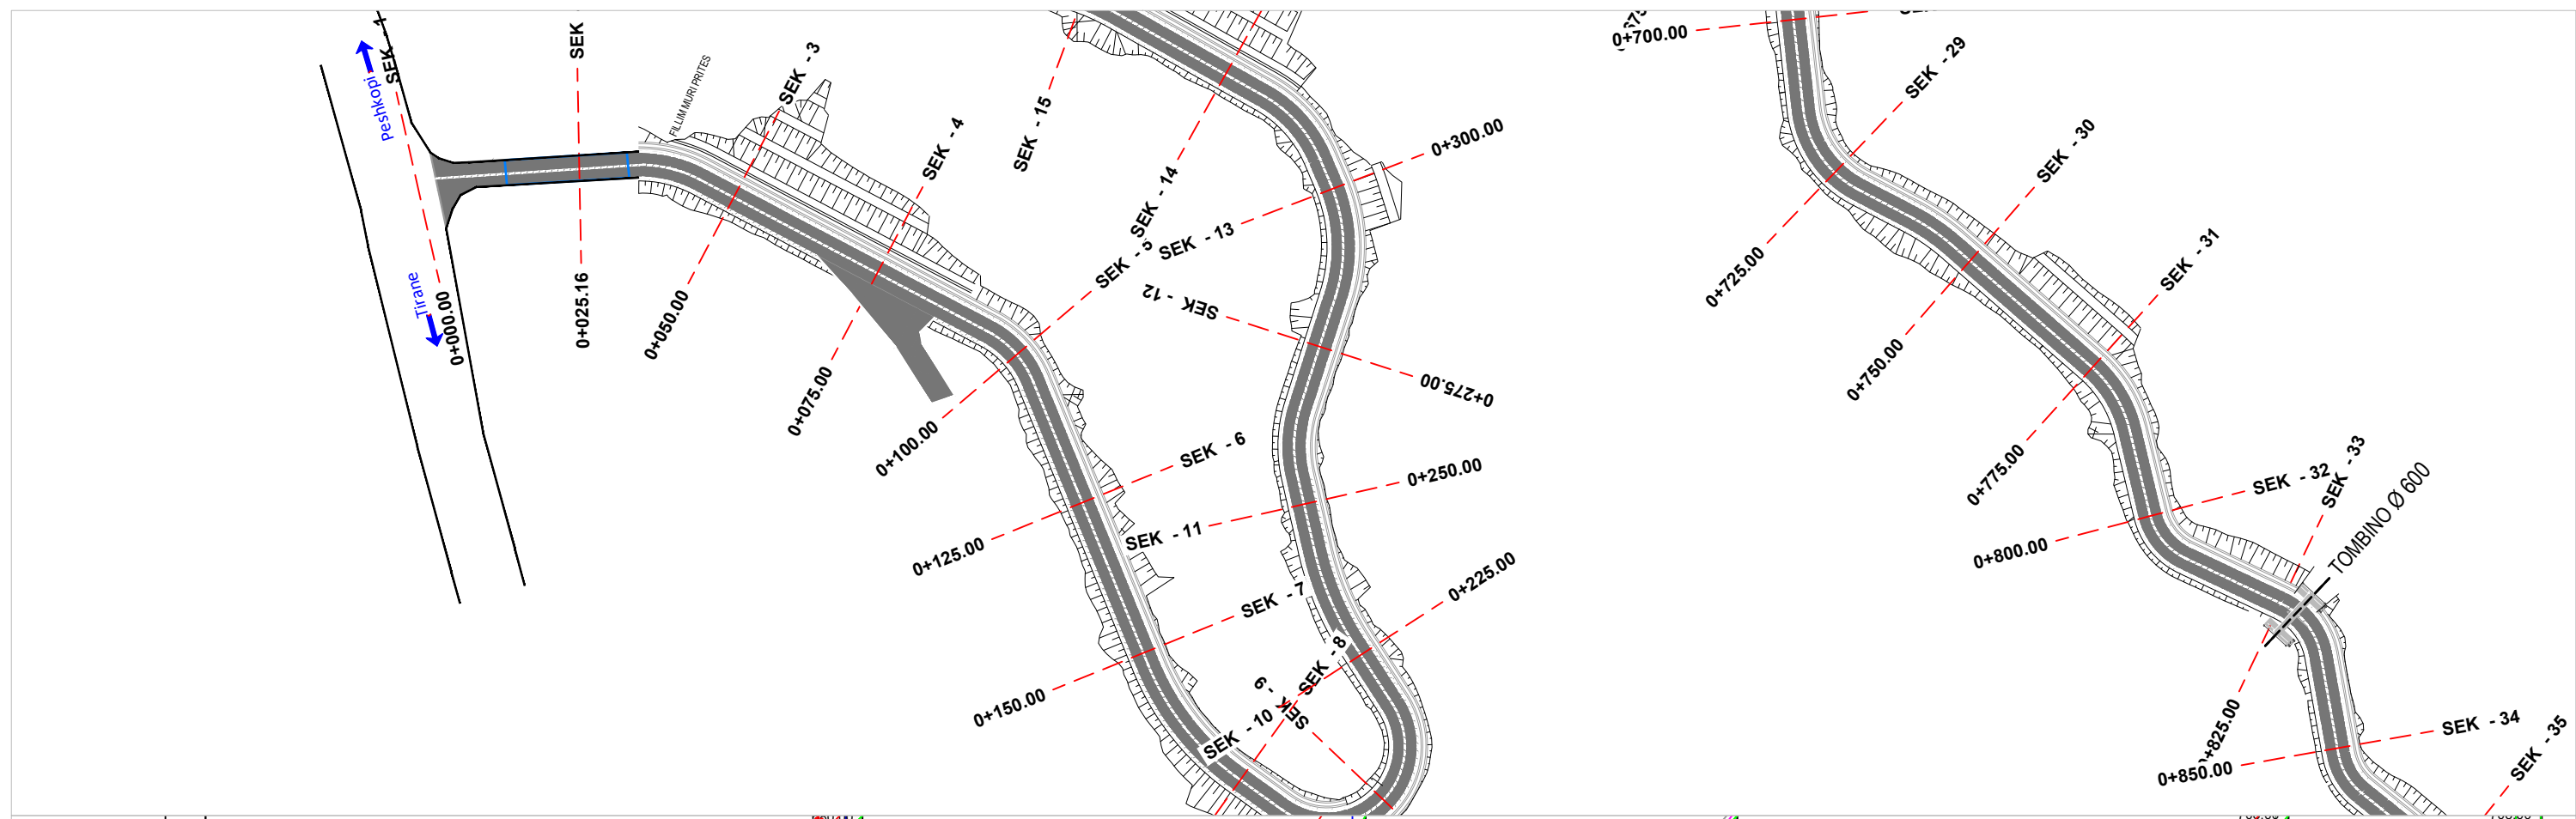 SEK - 1
Peshkopi
Tirane
0+000.00
SEK
0+025.16
FILLIM MURI PRITES
SEK - 3
0+050.00
SEK - 4
0+075.00
SEK - 5
0+100.00
SEK - 6
0+125.00
SEK - 7
0+150.00
SEK - 8
SEK - 9
SEK - 10
0+225.00
SEK - 11
0+250.00
SEK - 12
0+275.00
SEK - 13
0+300.00
SEK - 14
SEK - 15
0+700.00
SEK - 29
0+725.00
SEK - 30
0+750.00
SEK - 31
0+775.00
SEK - 32
0+800.00
SEK - 33
TOMBINO Ø 600
+825.00
SEK - 34
0+850.00
SEK - 35